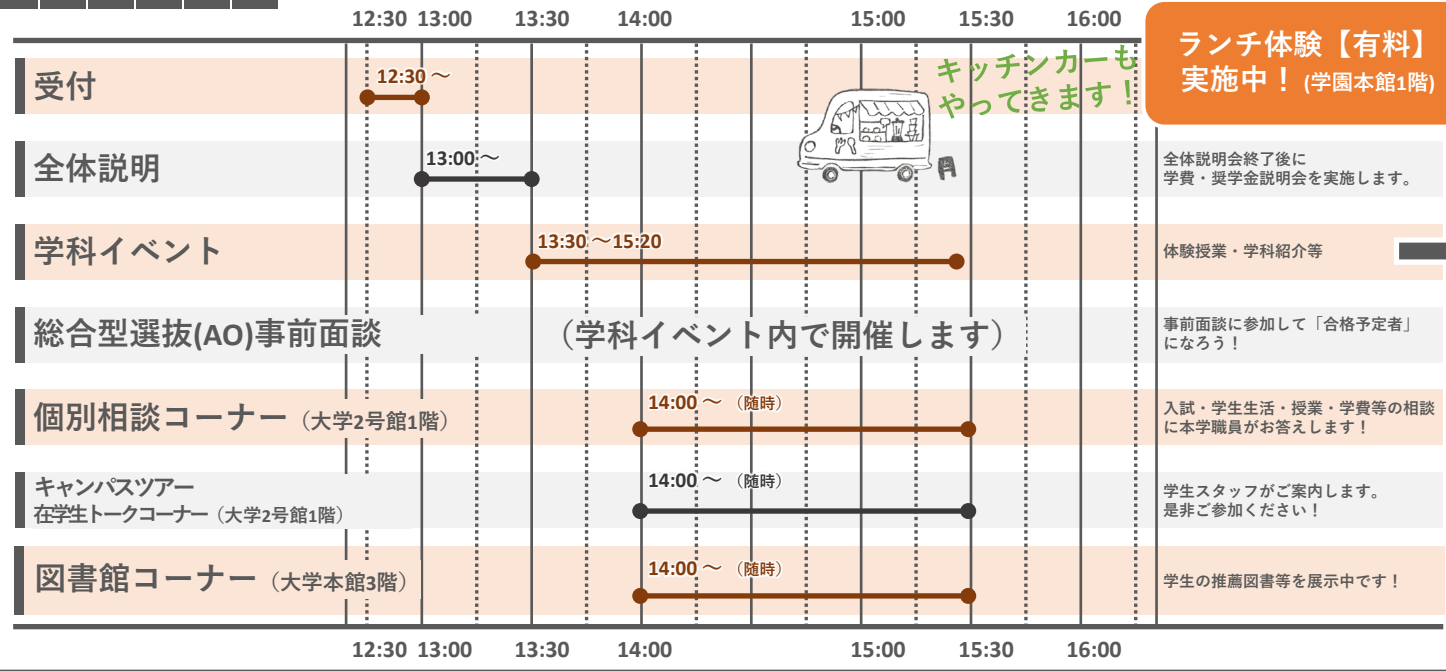 12:30 13:00 13:30 14:00 15:00 15:30 16:00
ランチ体験【有料】
実施中！(学園本館1階)
キッチンカーも
やってきます！
受付
12:30～
全体説明
13:00～
全体説明会終了後に
学費・奨学金説明会を実施します。
学科イベント
13:30～15:20
体験授業・学科紹介等
総合型選抜(AO)事前面談
（学科イベント内で開催します）
事前面談に参加して「合格予定者」
になろう！
個別相談コーナー（大学2号館1階）
14:00～（随時）
入試・学生生活・授業・学費等の相談
に本学職員がお答えします！
キャンパスツアー
在学生トークコーナー（大学2号館1階）
14:00～（随時）
学生スタッフがご案内します。
是非ご参加ください！
図書館コーナー（大学本館3階）
14:00～（随時）
学生の推薦図書等を展示中です！
12:30 13:00 13:30 14:00 15:00 15:30 16:00